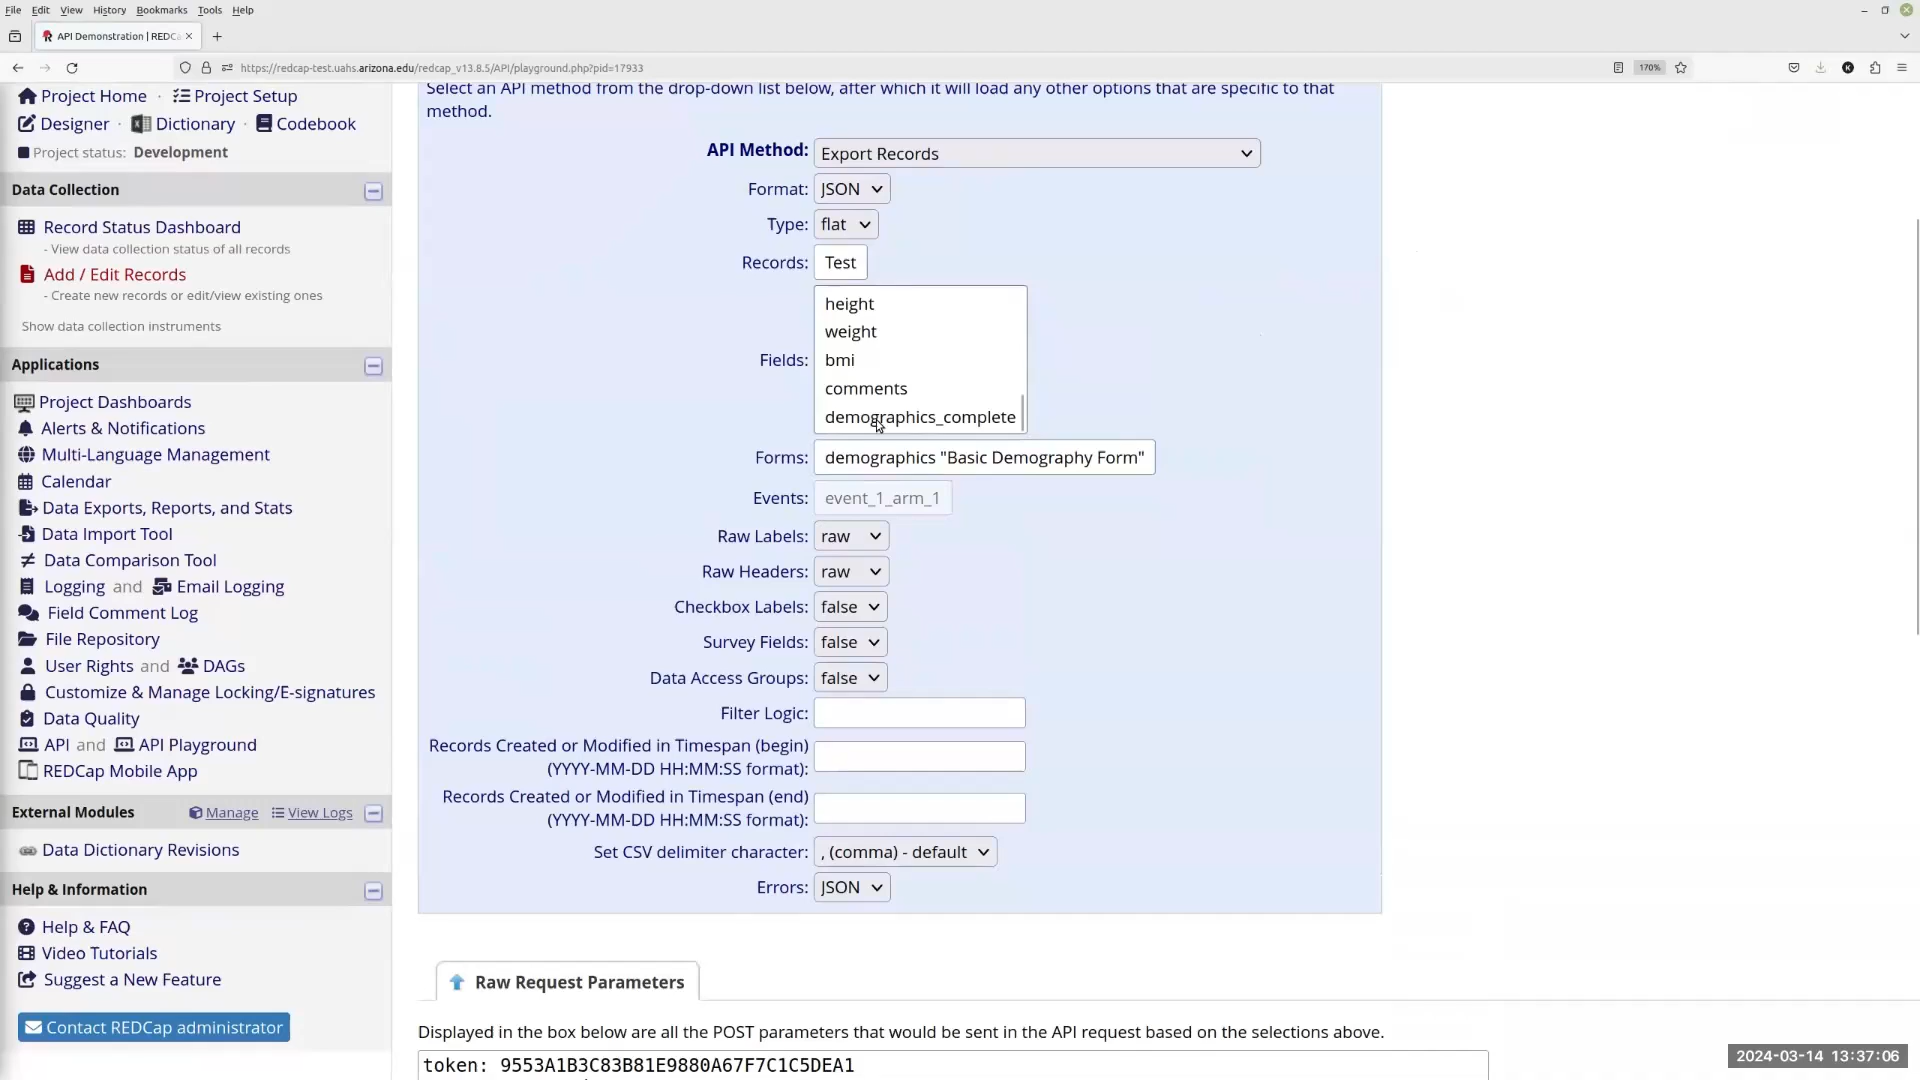 File Edit View History Bookmarks Tools Help
API Demonstration | REDCa
https://redcap-test.uahs.arizona.edu/redcap_v13.8.5/API/playground.php?pid=17933
170%
Project Home · Project Setup
Designer · Dictionary · Codebook
Project status: Development
Data Collection
Record Status Dashboard
- View data collection status of all records
Add / Edit Records
- Create new records or edit/view existing ones
Show data collection instruments
Applications
Project Dashboards
Alerts & Notifications
Multi-Language Management
Calendar
Data Exports, Reports, and Stats
Data Import Tool
Data Comparison Tool
Logging and Email Logging
Field Comment Log
File Repository
User Rights and DAGs
Customize & Manage Locking/E-signatures
Data Quality
API and API Playground
REDCap Mobile App
External Modules Manage View Logs
Data Dictionary Revisions
Help & Information
Help & FAQ
Video Tutorials
Suggest a New Feature
Contact REDCap administrator
Select an API method from the drop-down list below, after which it will load any other options that are specific to that
method.
API Method: Export Records
Format: JSON
Type: flat
Records: Test
height
weight
Fields: bmi
comments
demographics_complete
Forms: demographics "Basic Demography Form"
Events: event_1_arm_1
Raw Labels: raw
Raw Headers: raw
Checkbox Labels: false
Survey Fields: false
Data Access Groups: false
Filter Logic:
Records Created or Modified in Timespan (begin)
(YYYY-MM-DD HH:MM:SS format):
Records Created or Modified in Timespan (end)
(YYYY-MM-DD HH:MM:SS format):
Set CSV delimiter character: , (comma) - default
Errors: JSON
Raw Request Parameters
Displayed in the box below are all the POST parameters that would be sent in the API request based on the selections above.
token: 9553A1B3C83B81E9880A67F7C1C5DEA1
2024-03-14 13:37:06